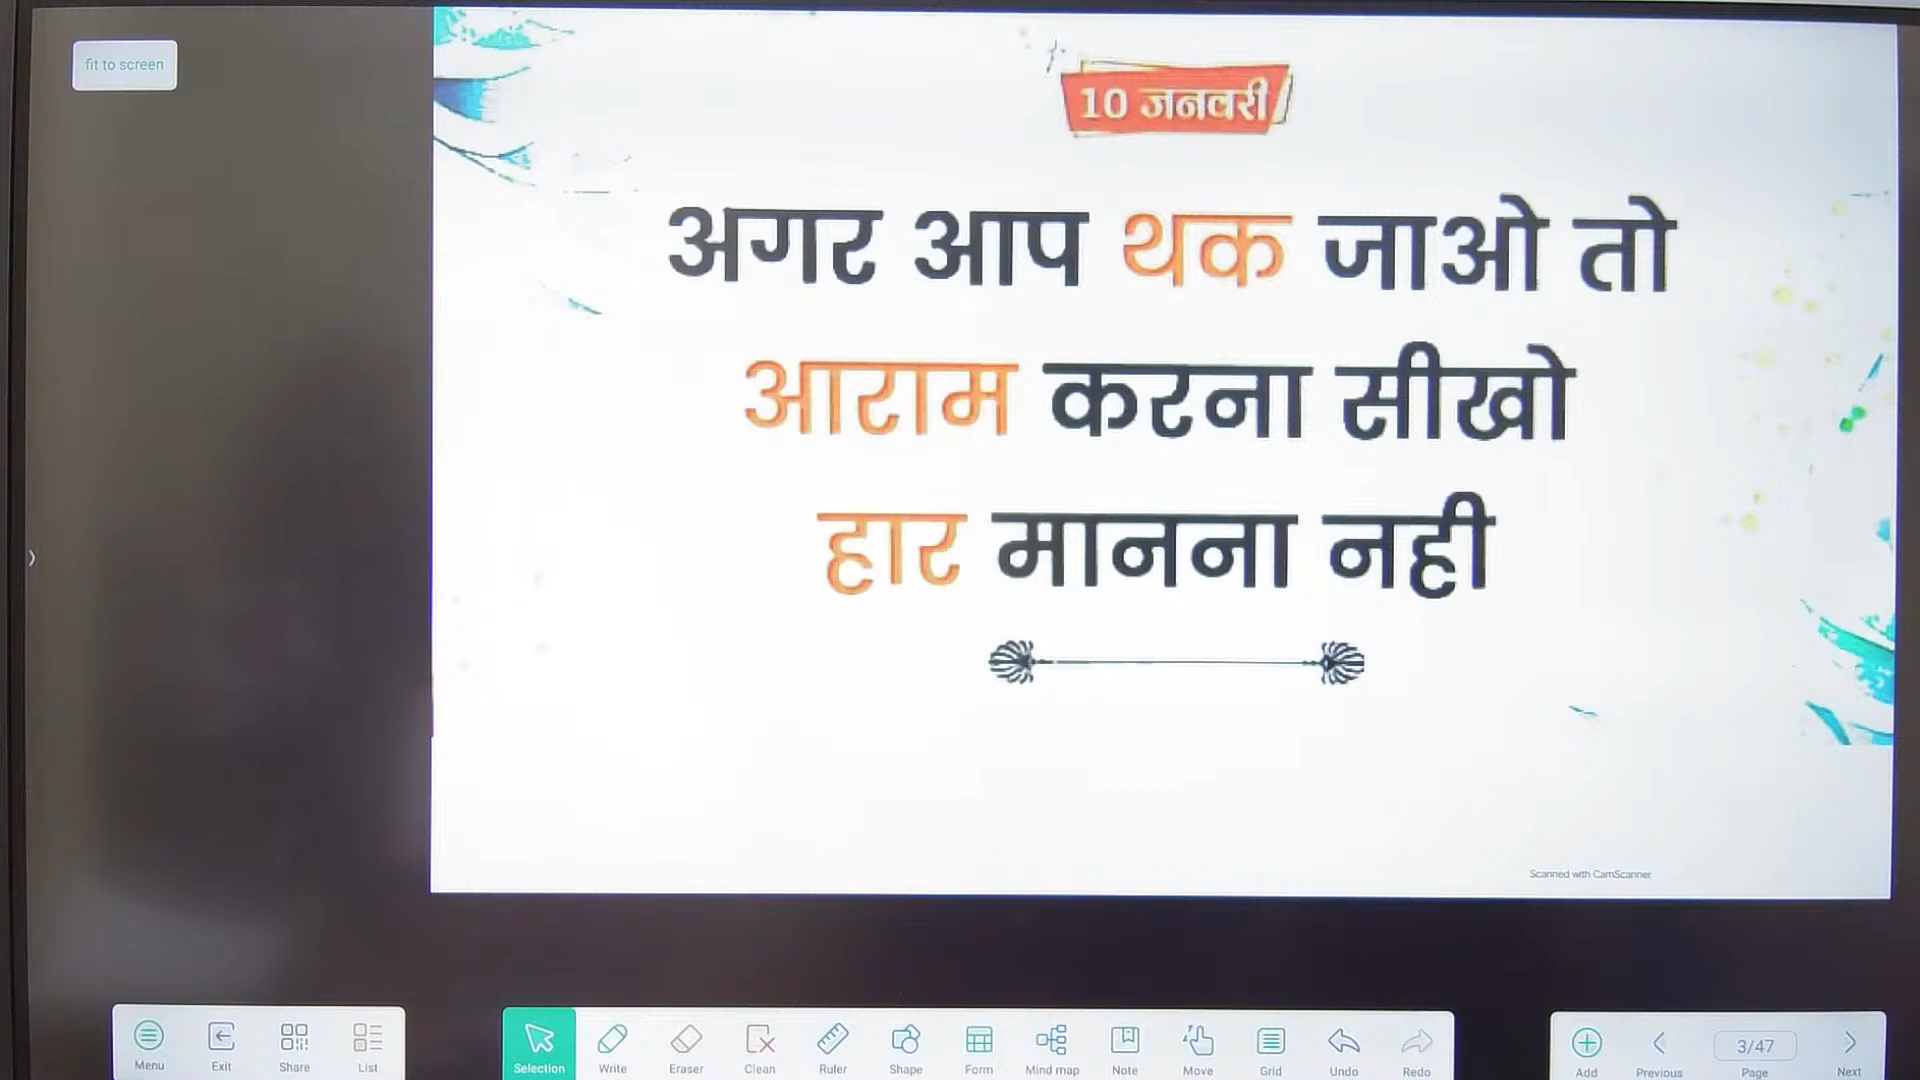 fit to screen
10 जनवरी
अगर आप थक जाओ तो
आराम करना सीखो
हार मानना नही
Scanned with CamScanner
Menu Exit Share List Selection Write Eraser Clean Ruler Shape Form Mind map Note Move Grid Undo Redo Add Previous 3/47 Page Next